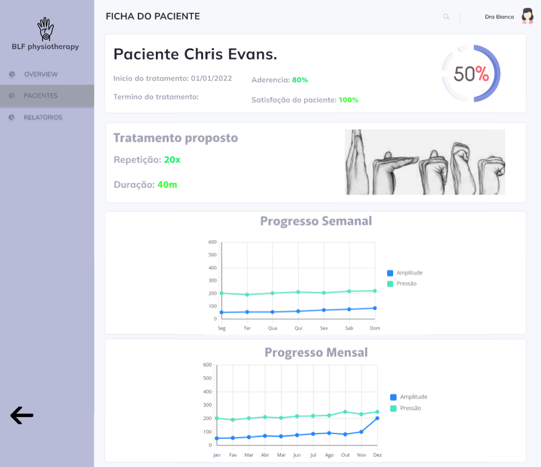 FICHA DO PACIENTE
Dra Bianca
BLF physiotherapy
OVERVIEW
PACIENTES
RELATORIOS
Paciente Chris Evans.
Inicio do tratamento: 01/01/2022
Termino do tratamento:
Aderencia: 80%
Satisfação do paciente: 100%
50%
Tratamento proposto
Repetição: 20x
Duração: 40m
Progresso Semanal
600
500
400
300
200
100
0
Seg Ter Qua Qui Sex Sab Dom
Amplitude
Pressão
Progresso Mensal
600
500
400
300
200
100
0
Jan Fev Mar Abr Mai Jun Jul Ago Out Nov Dez
Amplitude
Pressão